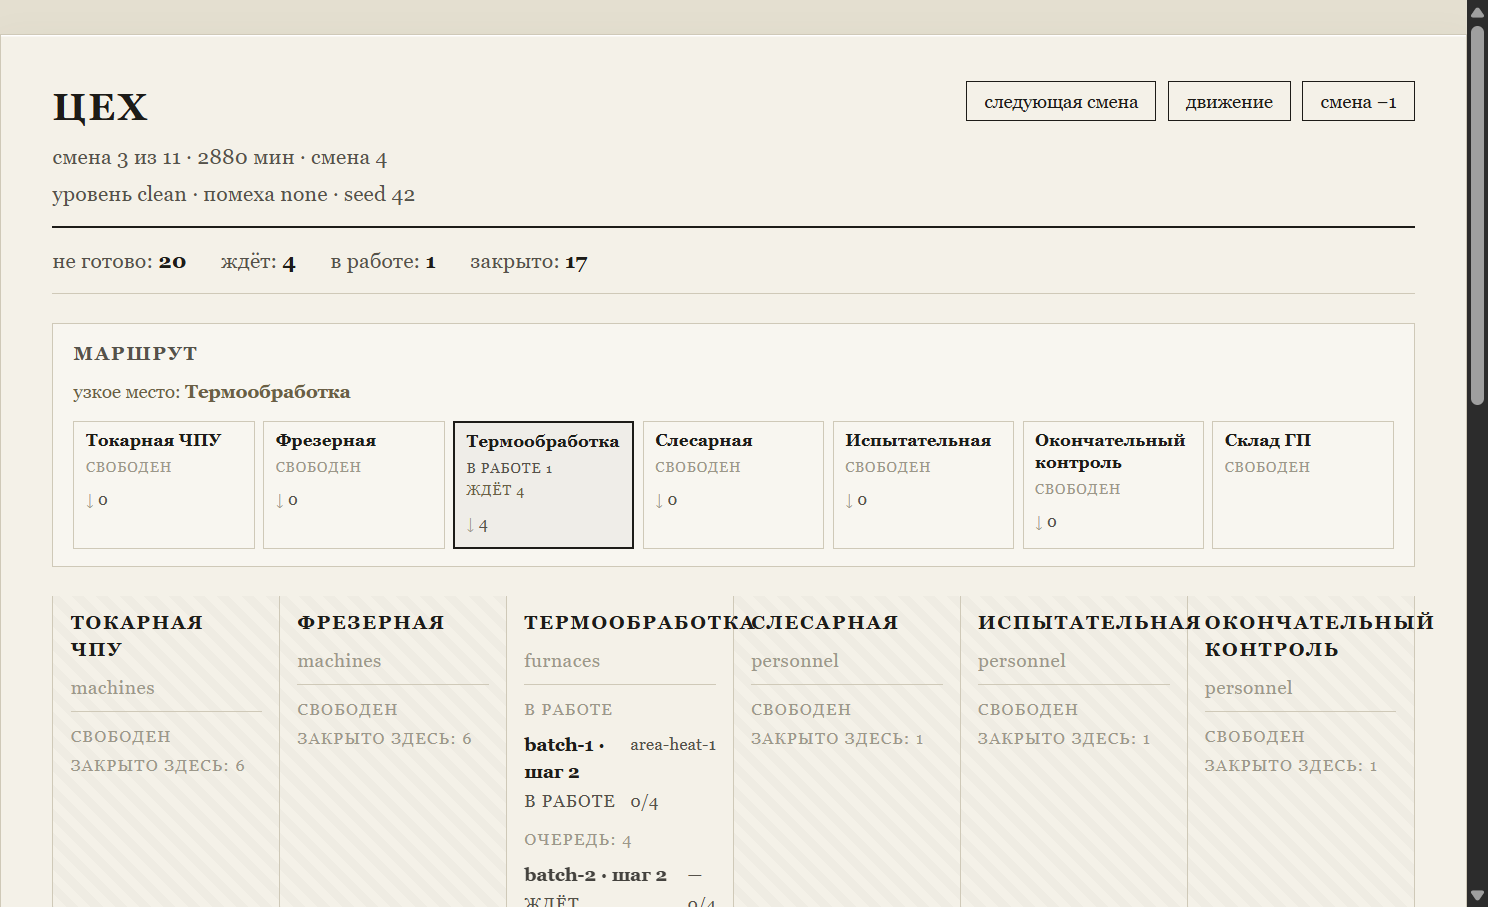 ЦЕХ
следующая смена
движение
смена −1
смена 3 из 11 · 2880 мин · смена 4
уровень clean · помеха none · seed 42
не готово: 20 ждёт: 4 в работе: 1 закрыто: 17
МАРШРУТ
узкое место: Термообработка
Токарная ЧПУ
СВОБОДЕН
↓ 0
Фрезерная
СВОБОДЕН
↓ 0
Термообработка
В РАБОТЕ 1
ЖДЁТ 4
↓ 4
Слесарная
СВОБОДЕН
↓ 0
Испытательная
СВОБОДЕН
↓ 0
Окончательный
контроль
СВОБОДЕН
↓ 0
Склад ГП
СВОБОДЕН
ТОКАРНАЯ
ЧПУ
machines
СВОБОДЕН
ЗАКРЫТО ЗДЕСЬ: 6
ФРЕЗЕРНАЯ
machines
СВОБОДЕН
ЗАКРЫТО ЗДЕСЬ: 6
ТЕРМООБРАБОТКА
furnaces
В РАБОТЕ
batch-1 · area-heat-1
шаг 2
В РАБОТЕ 0/4
ОЧЕРЕДЬ: 4
batch-2 · шаг 2 —
ЖДЁТ 0/4
СЛЕСАРНАЯ
personnel
СВОБОДЕН
ЗАКРЫТО ЗДЕСЬ: 1
ИСПЫТАТЕЛЬНАЯ
personnel
СВОБОДЕН
ЗАКРЫТО ЗДЕСЬ: 1
ОКОНЧАТЕЛЬНЫЙ
КОНТРОЛЬ
personnel
СВОБОДЕН
ЗАКРЫТО ЗДЕСЬ: 1